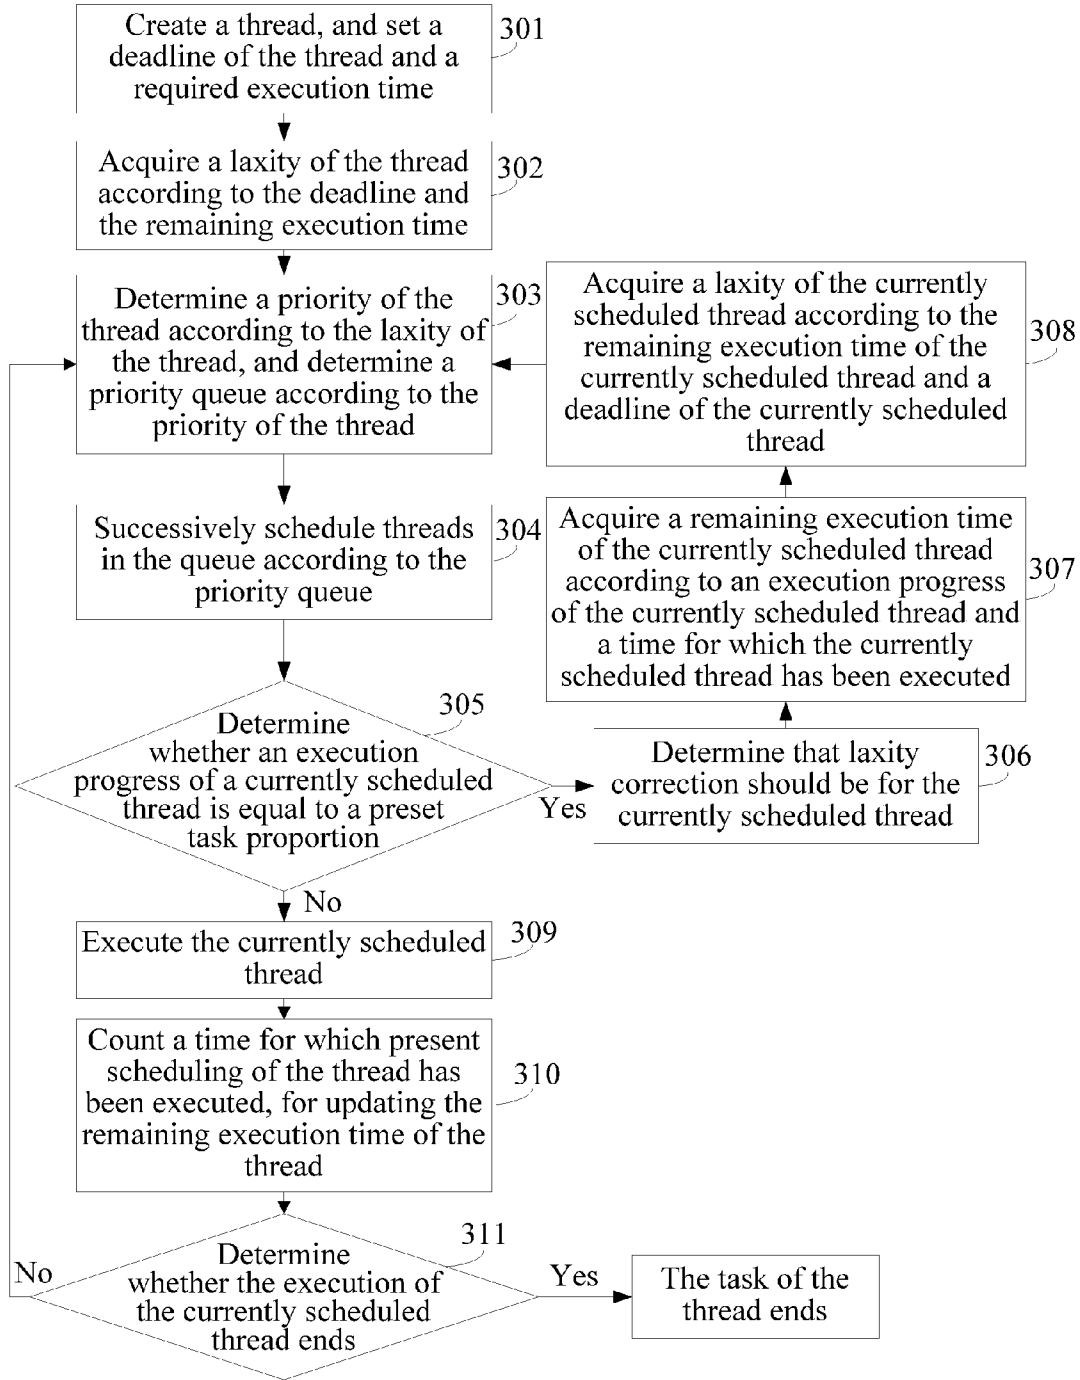 Create a thread, and set a
deadline of the thread and a
required execution time
301
Acquire a laxity of the thread
according to the deadline and
the remaining execution time
302
Determine a priority of the
thread according to the laxity of
the thread, and determine a
priority queue according to the
priority of the thread
303
Successively schedule threads
in the queue according to the
priority queue
304
Determine
whether an execution
progress of a currently scheduled
thread is equal to a preset
task proportion
305
Yes
Determine that laxity
correction should be for the
currently scheduled thread
306
Acquire a remaining execution time
of the currently scheduled thread
according to an execution progress
of the currently scheduled thread and
a time for which the currently
scheduled thread has been executed
307
Acquire a laxity of the currently
scheduled thread according to the
remaining execution time of the
currently scheduled thread and a
deadline of the currently scheduled
thread
308
No
Execute the currently scheduled
thread
309
Count a time for which present
scheduling of the thread has
been executed, for updating the
remaining execution time of the
thread
310
Determine
whether the execution of
the currently scheduled
thread ends
311
No
Yes
The task of the
thread ends